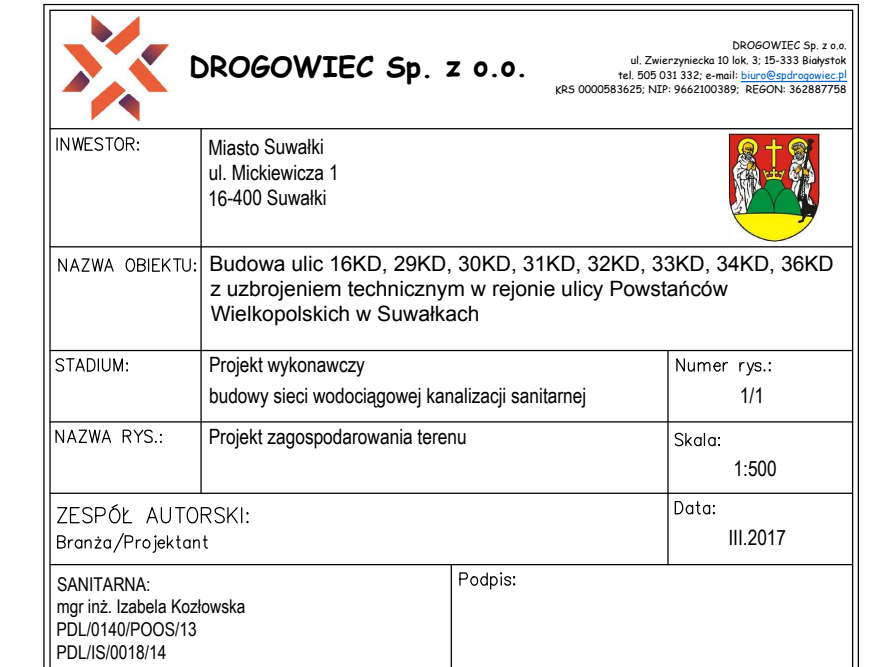 DROGOWIEC Sp. z o.o.
DROGOWIEC Sp. z o.o.
ul. Zwierzyniecka 10 lok. 3; 15-333 Białystok
tel. 505 031 332; e-mail: biuro@spdrogowiec.pl
KRS 0000583625; NIP: 9662100389; REGON: 362887758
INWESTOR:
Miasto Suwałki
ul. Mickiewicza 1
16-400 Suwałki
NAZWA OBIEKTU:
Budowa ulic 16KD, 29KD, 30KD, 31KD, 32KD, 33KD, 34KD, 36KD
z uzbrojeniem technicznym w rejonie ulicy Powstańców
Wielkopolskich w Suwałkach
STADIUM:
Projekt wykonawczy
budowy sieci wodociągowej kanalizacji sanitarnej
Numer rys.:
1/1
NAZWA RYS.:
Projekt zagospodarowania terenu
Skala:
1:500
ZESPÓŁ AUTORSKI:
Branża/Projektant
Data:
III.2017
SANITARNA:
mgr inż. Izabela Kozłowska
PDL/0140/POOS/13
PDL/IS/0018/14
Podpis: